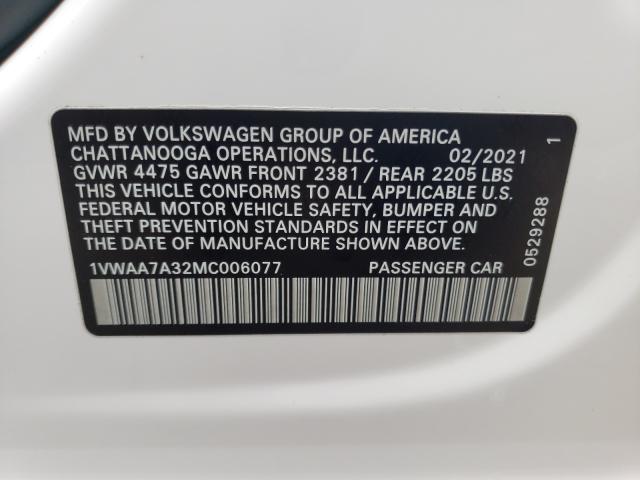 MFD BY VOLKSWAGEN GROUP OF AMERICA
CHATTANOOGA OPERATIONS, LLC. 02/2021
GVWR 4475 GAWR FRONT 2381 / REAR 2205 LBS
THIS VEHICLE CONFORMS TO ALL APPLICABLE U.S.
FEDERAL MOTOR VEHICLE SAFETY, BUMPER AND
THEFT PREVENTION STANDARDS IN EFFECT ON
THE DATE OF MANUFACTURE SHOWN ABOVE.
1VWAA7A32MC006077 PASSENGER CAR
0529288 1